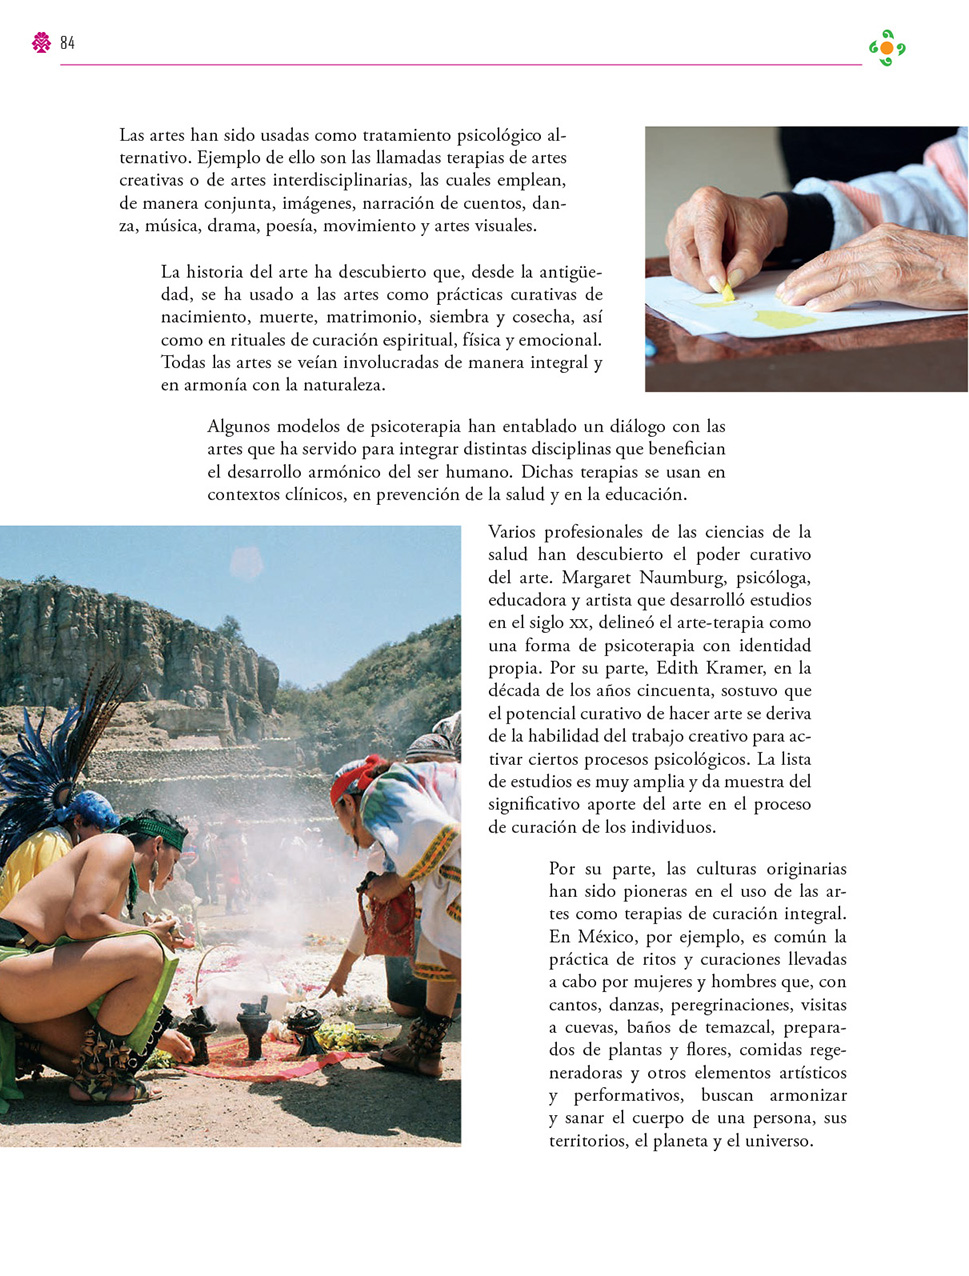 84
Las artes han sido usadas como tratamiento psicológico al-
ternativo. Ejemplo de ello son las llamadas terapias de artes
creativas o de artes interdisciplinarias, las cuales emplean,
de manera conjunta, imágenes, narración de cuentos, dan-
za, música, drama, poesía, movimiento y artes visuales.
La historia del arte ha descubierto que, desde la antigüe-
dad, se ha usado a las artes como prácticas curativas de
nacimiento, muerte, matrimonio, siembra y cosecha, así
como en rituales de curación espiritual, física y emocional.
Todas las artes se veían involucradas de manera integral y
en armonía con la naturaleza.
Algunos modelos de psicoterapia han entablado un diálogo con las
artes que ha servido para integrar distintas disciplinas que benefician
el desarrollo armónico del ser humano. Dichas terapias se usan en
contextos clínicos, en prevención de la salud y en la educación.
Varios profesionales de las ciencias de la
salud han descubierto el poder curativo
del arte. Margaret Naumburg, psicóloga,
educadora y artista que desarrolló estudios
en el siglo XX, delineó el arte-terapia como
una forma de psicoterapia con identidad
propia. Por su parte, Edith Kramer, en la
década de los años cincuenta, sostuvo que
el potencial curativo de hacer arte se deriva
de la habilidad del trabajo creativo para ac-
tivar ciertos procesos psicológicos. La lista
de estudios es muy amplia y da muestra del
significativo aporte del arte en el proceso
de curación de los individuos.
Por su parte, las culturas originarias
han sido pioneras en el uso de las ar-
tes como terapias de curación integral.
En México, por ejemplo, es común la
práctica de ritos y curaciones llevadas
a cabo por mujeres y hombres que, con
cantos, danzas, peregrinaciones, visitas
a cuevas, baños de temazcal, prepara-
dos de plantas y flores, comidas rege-
neradoras y otros elementos artísticos
y performativos, buscan armonizar
y sanar el cuerpo de una persona, sus
territorios, el planeta y el universo.